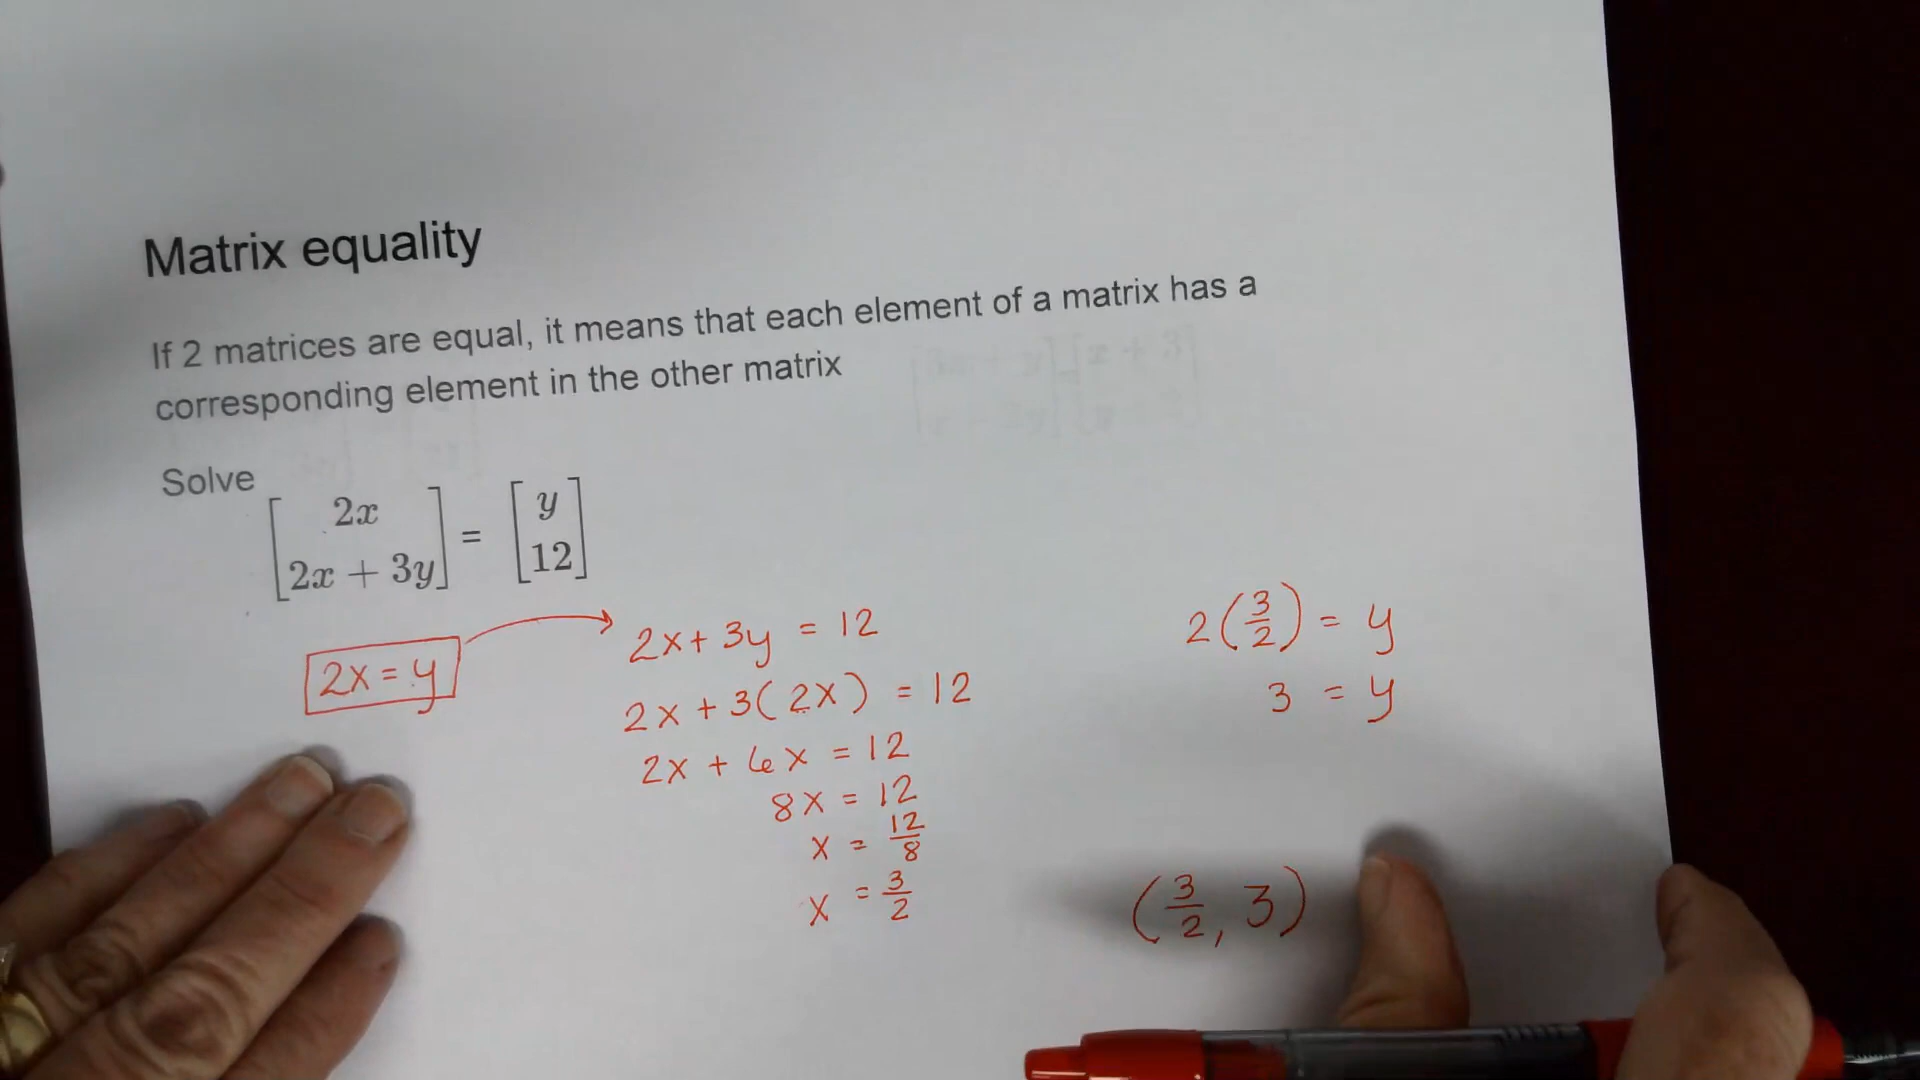 Matrix equality
If 2 matrices are equal, it means that each element of a matrix has a
corresponding element in the other matrix
Solve
[2x
2x + 3y] = [y
12]
2x = y
2x + 3y = 12
2x + 3(2x) = 12
2x + 6x = 12
8x = 12
x = 12/8
x = 3/2
2(3/2) = y
3 = y
(3/2, 3)